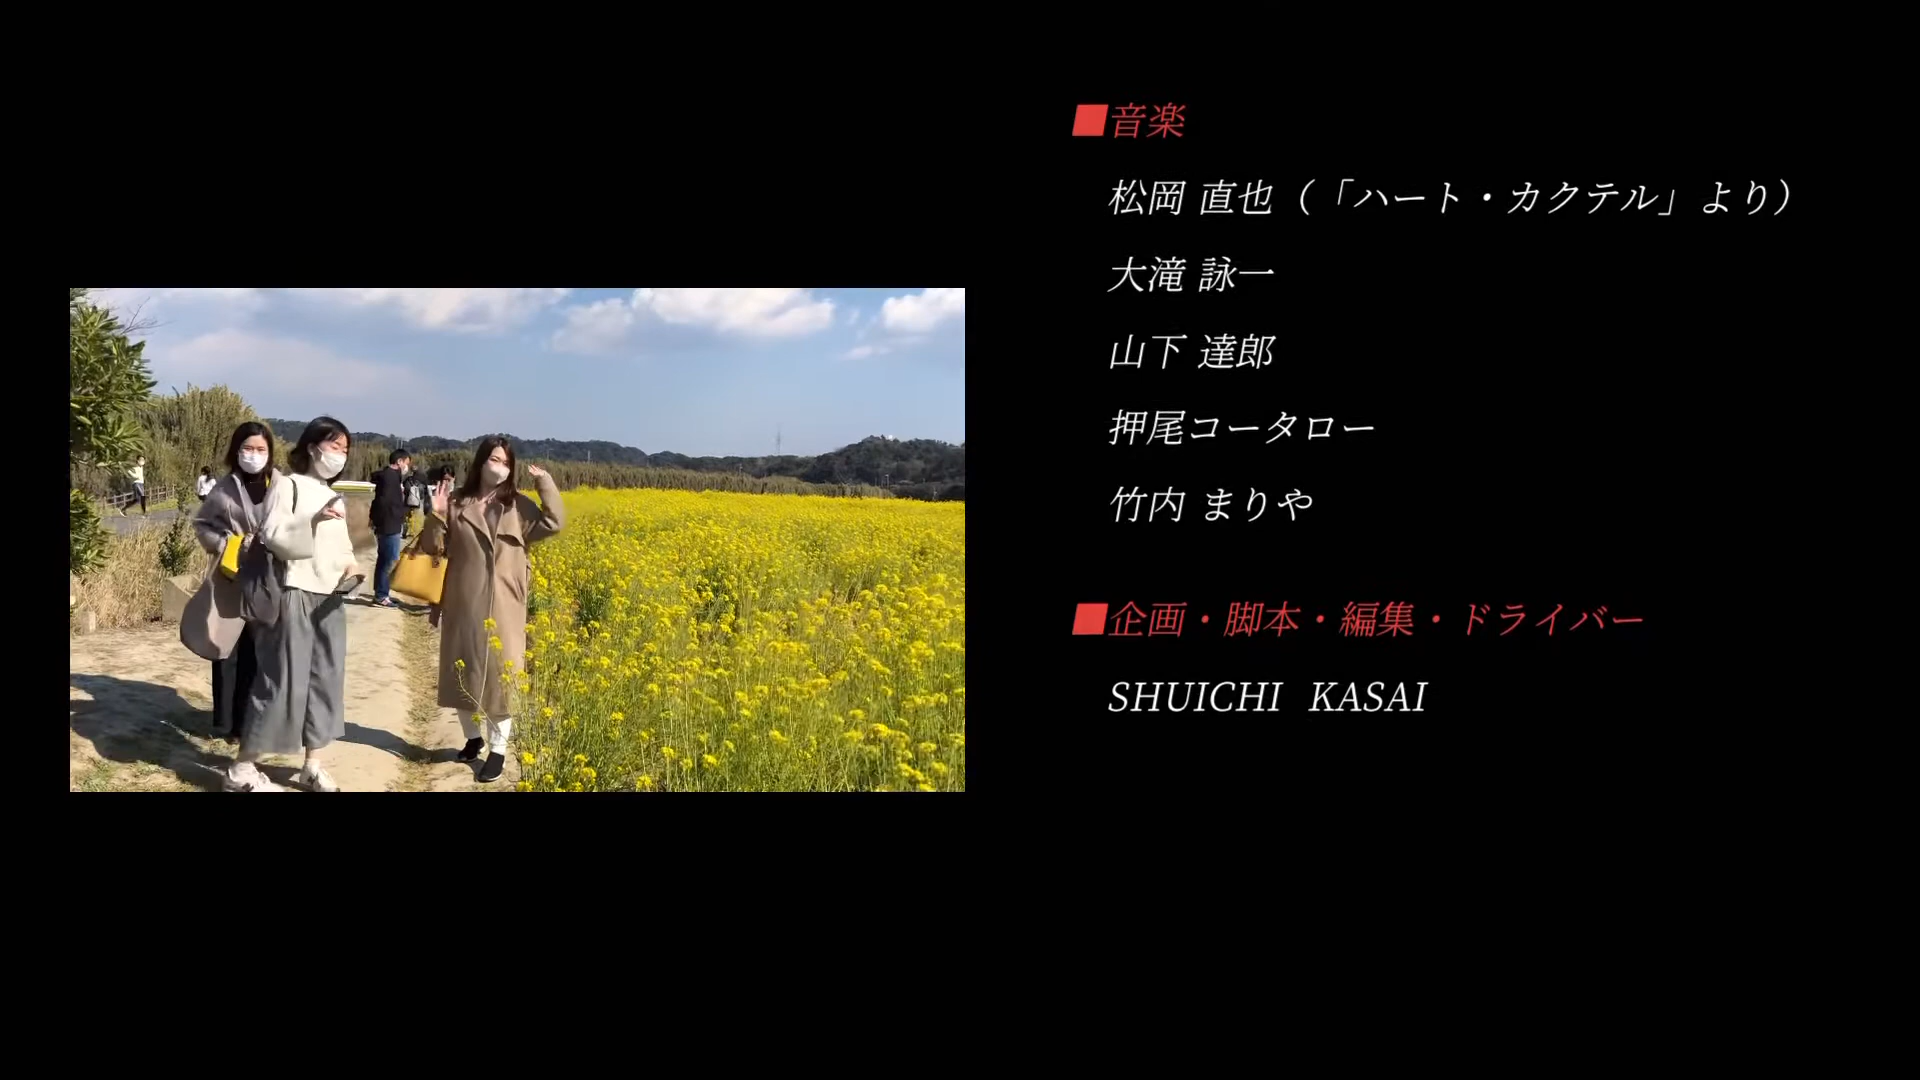 ■音楽
松岡 直也（「ハート・カクテル」より）
大滝 詠一
山下 達郎
押尾コータロー
竹内 まりや
■企画・脚本・編集・ドライバー
SHUICHI KASAI